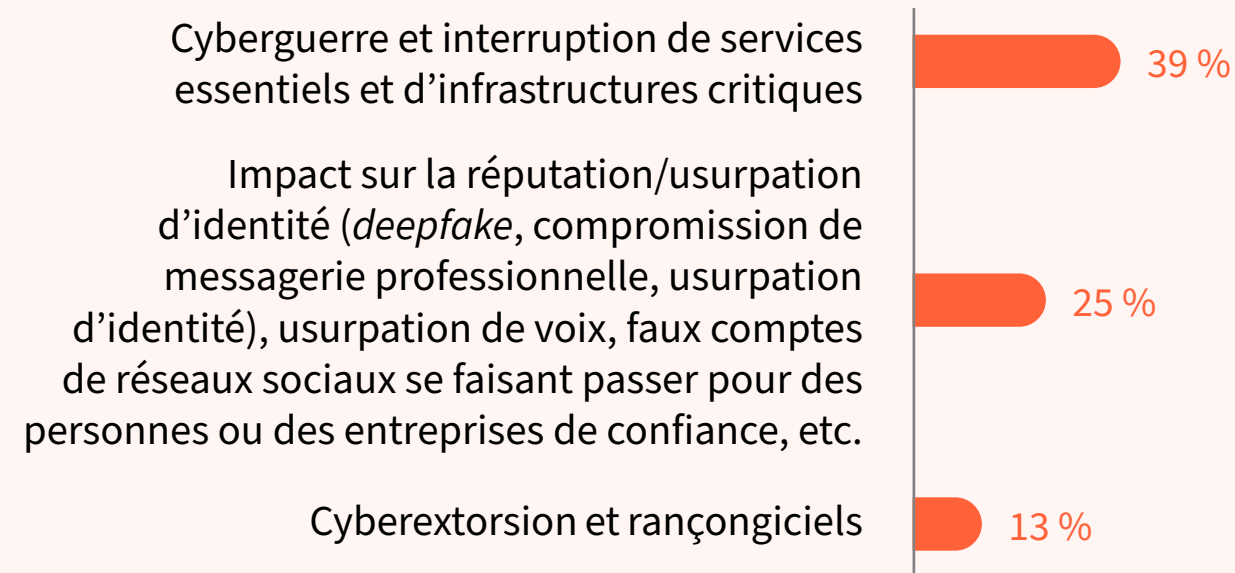 Cyberguerre et interruption de services
essentiels et d’infrastructures critiques
39 %
Impact sur la réputation/usurpation
d’identité (deepfake, compromission de
messagerie professionnelle, usurpation
d’identité), usurpation de voix, faux comptes
de réseaux sociaux se faisant passer pour des
personnes ou des entreprises de confiance, etc.
25 %
Cyberextorsion et rançongiciels
13 %